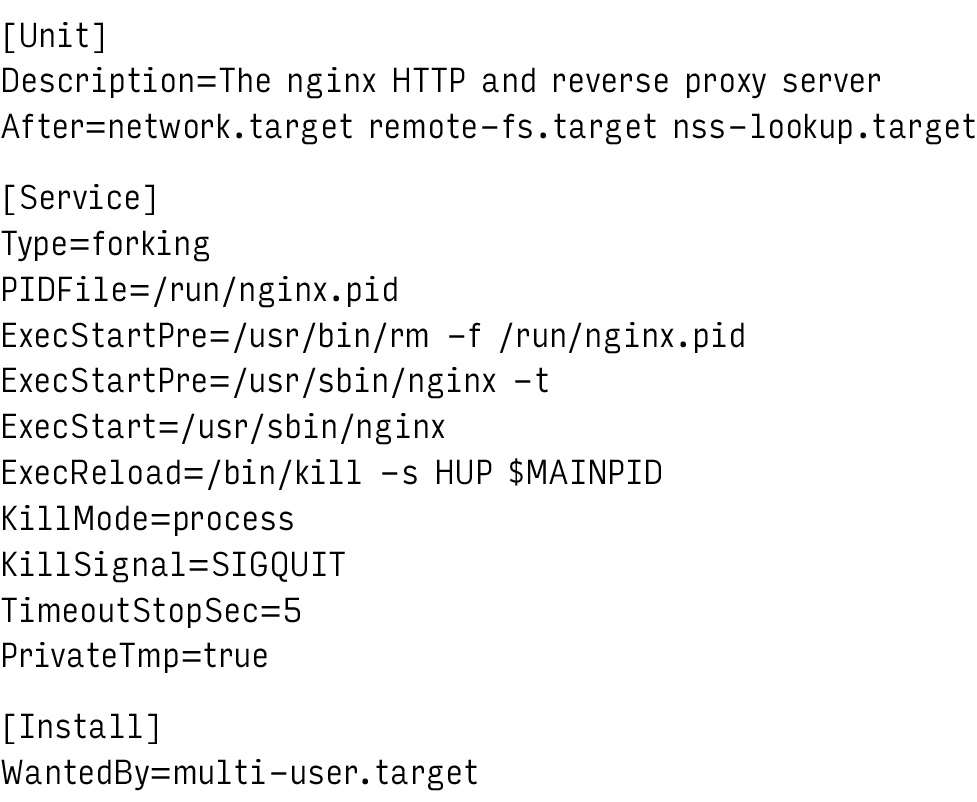 [Unit]
Description=The nginx HTTP and reverse proxy server
After=network.target remote-fs.target nss-lookup.target
[Service]
Type=forking
PIDFile=/run/nginx.pid
ExecStartPre=/usr/bin/rm -f /run/nginx.pid
ExecStartPre=/usr/sbin/nginx -t
ExecStart=/usr/sbin/nginx
ExecReload=/bin/kill -s HUP $MAINPID
KillMode=process
KillSignal=SIGQUIT
TimeoutStopSec=5
PrivateTmp=true
[Install]
WantedBy=multi-user.target